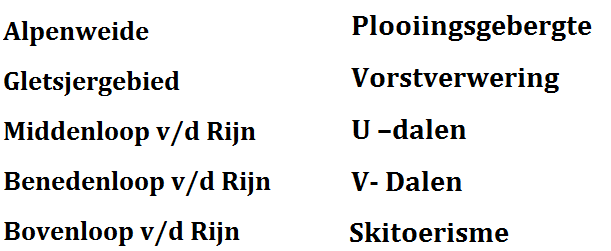 Alpenweide
Gletsjergebied
Middenloop v/d Rijn
Benedenloop v/d Rijn
Bovenloop v/d Rijn
Plooiingsgebergte
Vorstverwering
U –dalen
V- Dalen
Skitoerisme